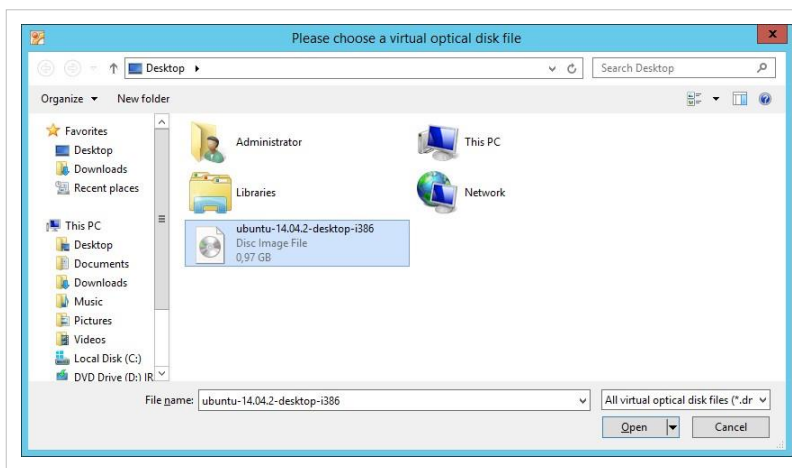 Please choose a virtual optical disk file
x
Desktop
Search Desktop
Organize
New folder
Favorites
Desktop
Downloads
Recent places
This PC
Desktop
Documents
Downloads
Music
Pictures
Videos
Local Disk (C:)
DVD Drive (D:) IR
Administrator
This PC
Libraries
Network
ubuntu-14.04.2-desktop-i386
Disc Image File
0,97 GB
File name:
ubuntu-14.04.2-desktop-i386
All virtual optical disk files (*.dr
Open
Cancel